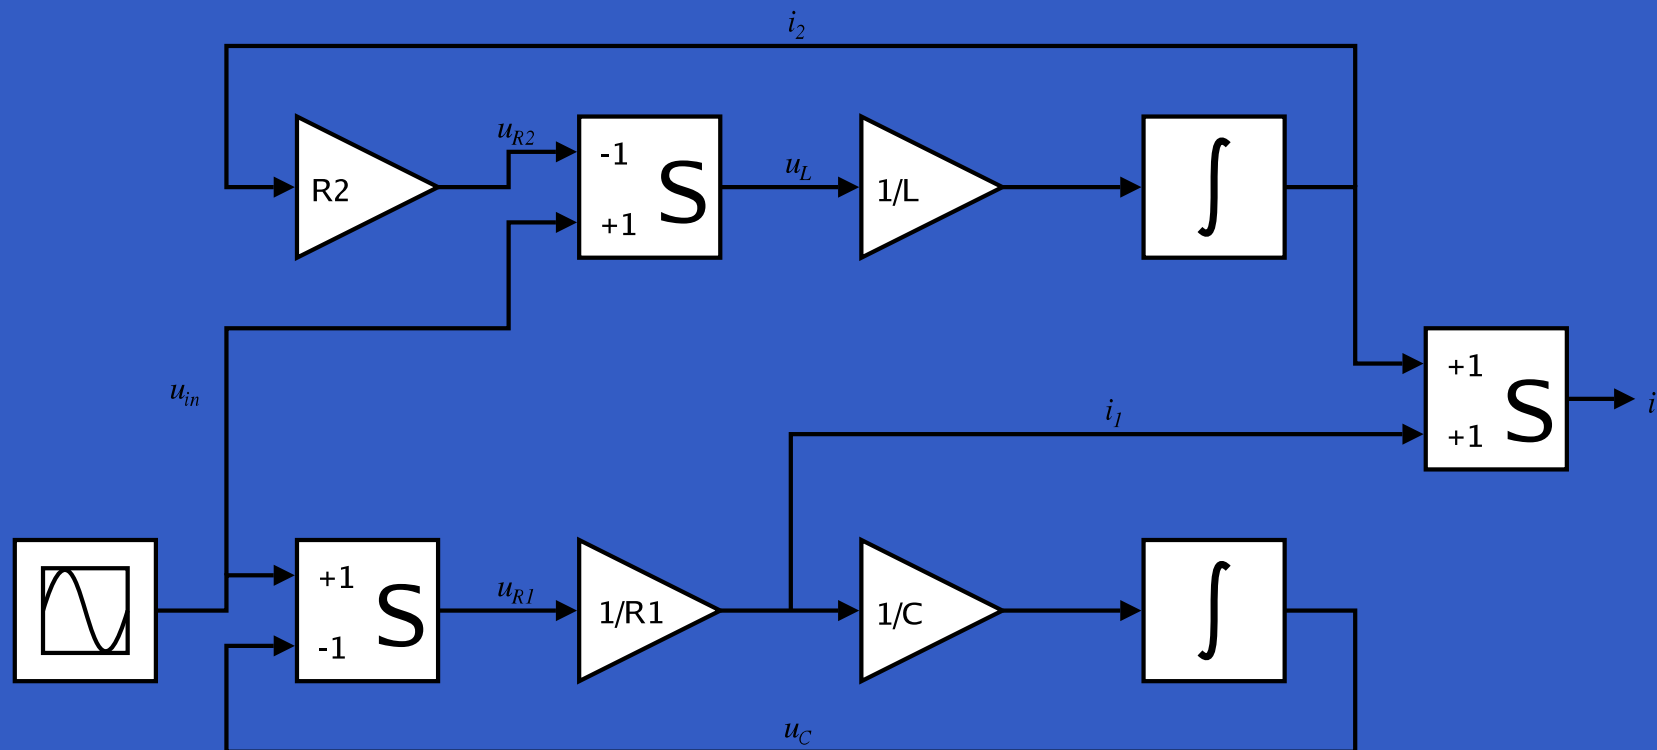 i2
R2
uR2
-1
+1
S
uL
1/L
∫
uin
+1
+1
S
i
i1
+1
-1
S
uR1
1/R1
1/C
∫
uC